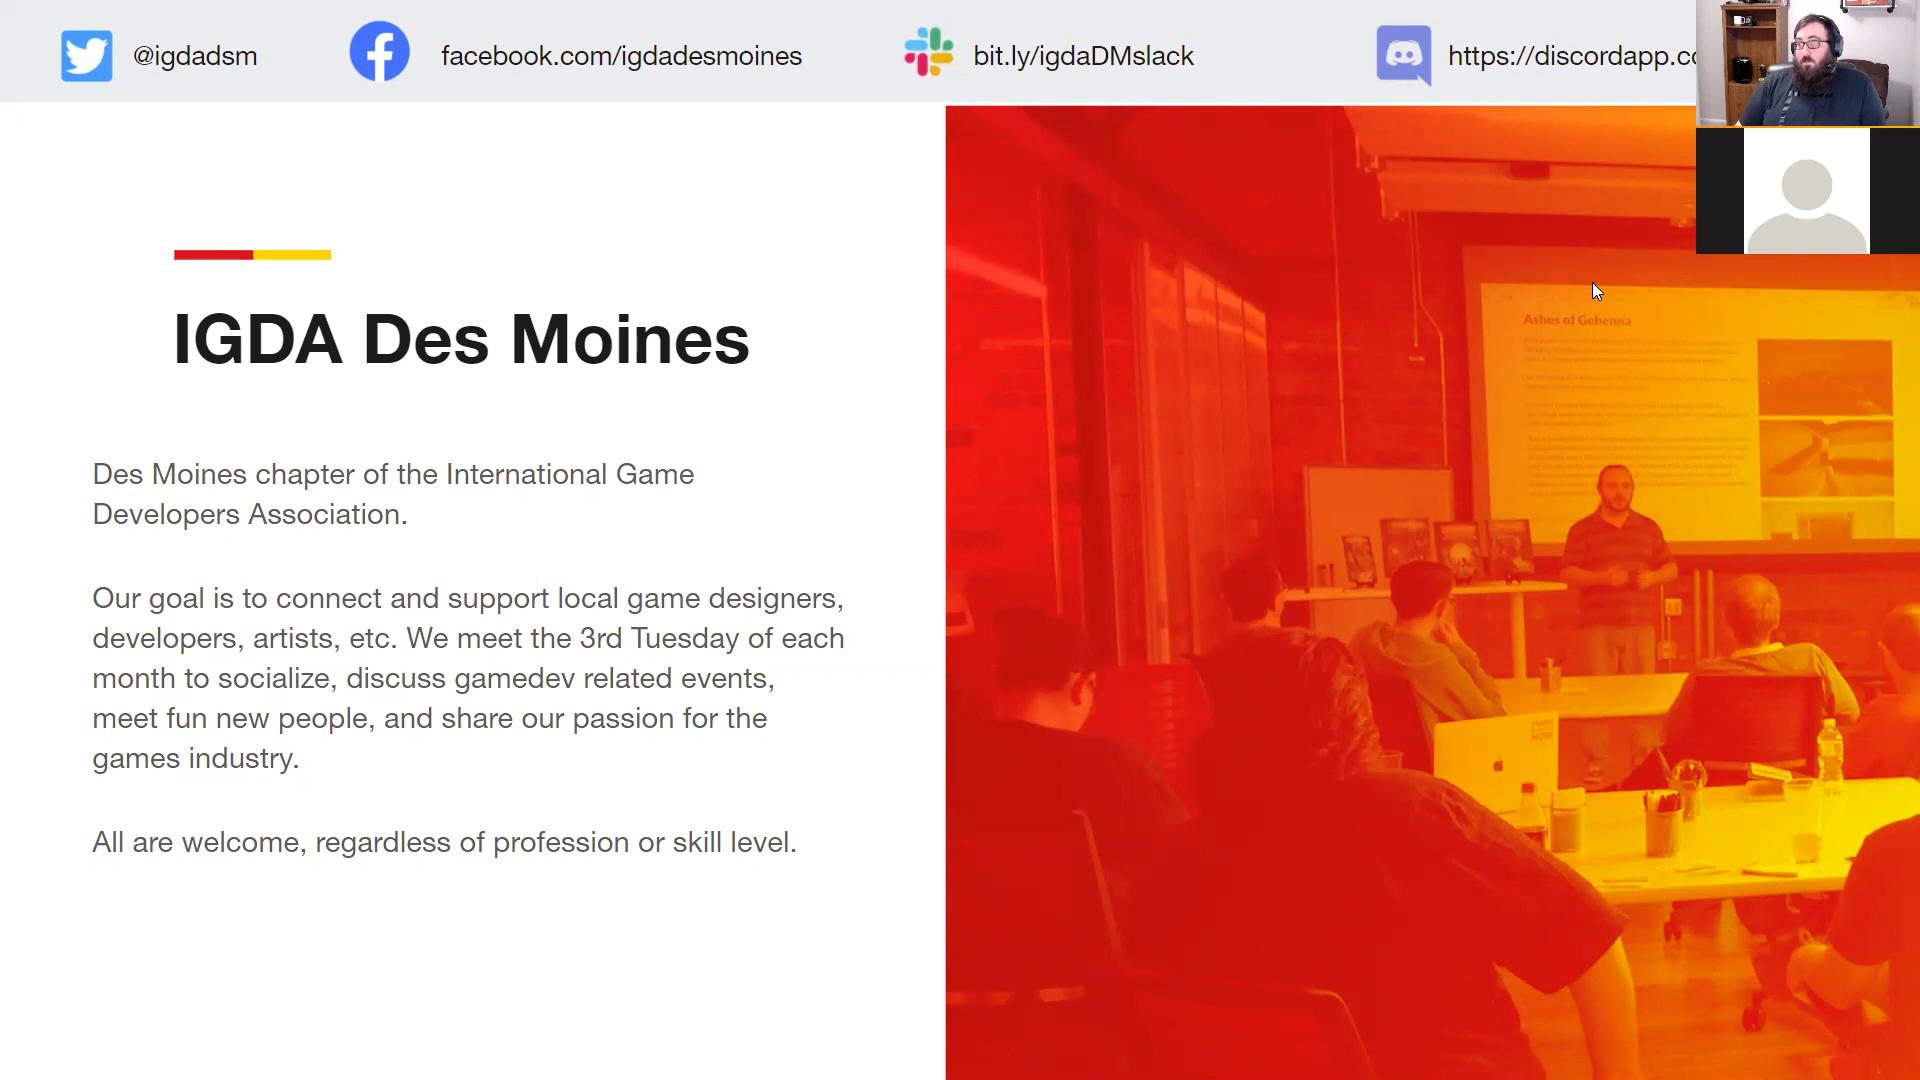 @igdadsm
facebook.com/igdadesmoines
bit.ly/igdaDMslack
https://discordapp.c
IGDA Des Moines
Des Moines chapter of the International Game
Developers Association.
Our goal is to connect and support local game designers,
developers, artists, etc. We meet the 3rd Tuesday of each
month to socialize, discuss gamedev related events,
meet fun new people, and share our passion for the
games industry.
All are welcome, regardless of profession or skill level.
Ashes of Gehenna